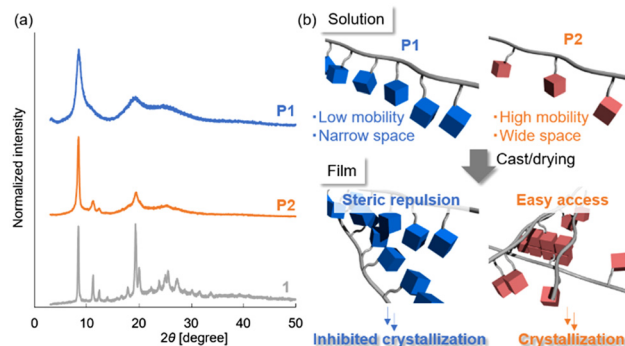 (a)
P1
P2
1
Normalized intensity
0 10 20 30 40 50
2θ [degree]
(b)
Solution
P1
P2
• Low mobility
• Narrow space
• High mobility
• Wide space
Cast/drying
Film
Steric repulsion
Easy access
Inhibited crystallization
Crystallization